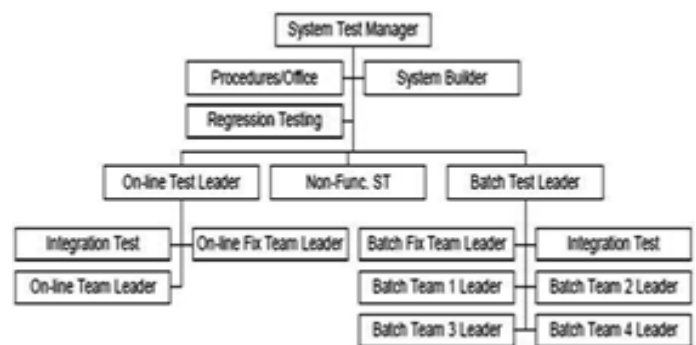 System Test Manager
Procedures/Office
System Builder
Regression Testing
On-line Test Leader
Non-Func. ST
Batch Test Leader
Integration Test
On-line Fix Team Leader
Batch Fix Team Leader
Integration Test
On-line Team Leader
Batch Team 1 Leader
Batch Team 2 Leader
Batch Team 3 Leader
Batch Team 4 Leader